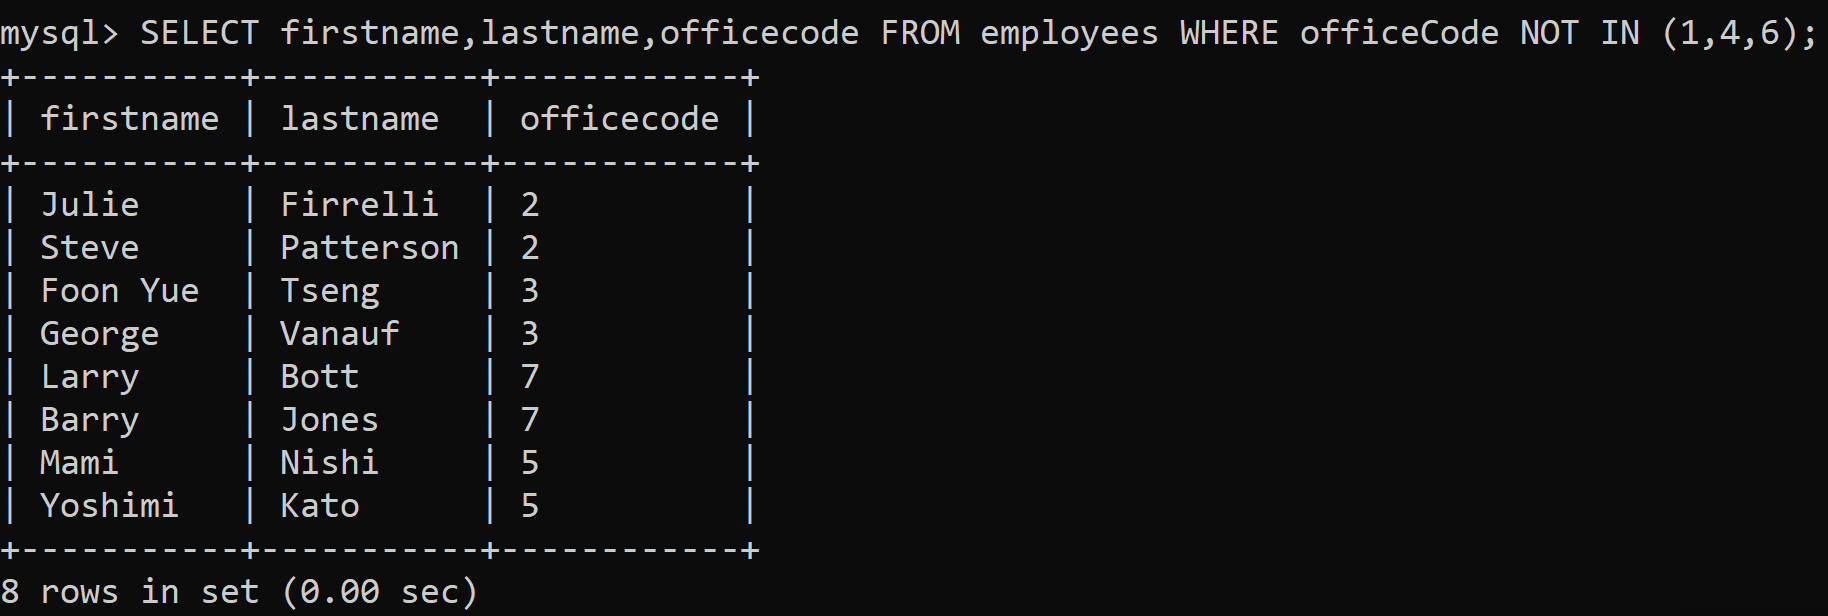 mysql> SELECT firstname,lastname,officecode FROM employees WHERE officeCode NOT IN (1,4,6);
+-----------+-----------+------------+
| firstname | lastname  | officecode |
+-----------+-----------+------------+
| Julie     | Firrelli  | 2          |
| Steve     | Patterson | 2          |
| Foon Yue  | Tseng     | 3          |
| George    | Vanauf    | 3          |
| Larry     | Bott      | 7          |
| Barry     | Jones     | 7          |
| Mami      | Nishi     | 5          |
| Yoshimi   | Kato      | 5          |
+-----------+-----------+------------+
8 rows in set (0.00 sec)